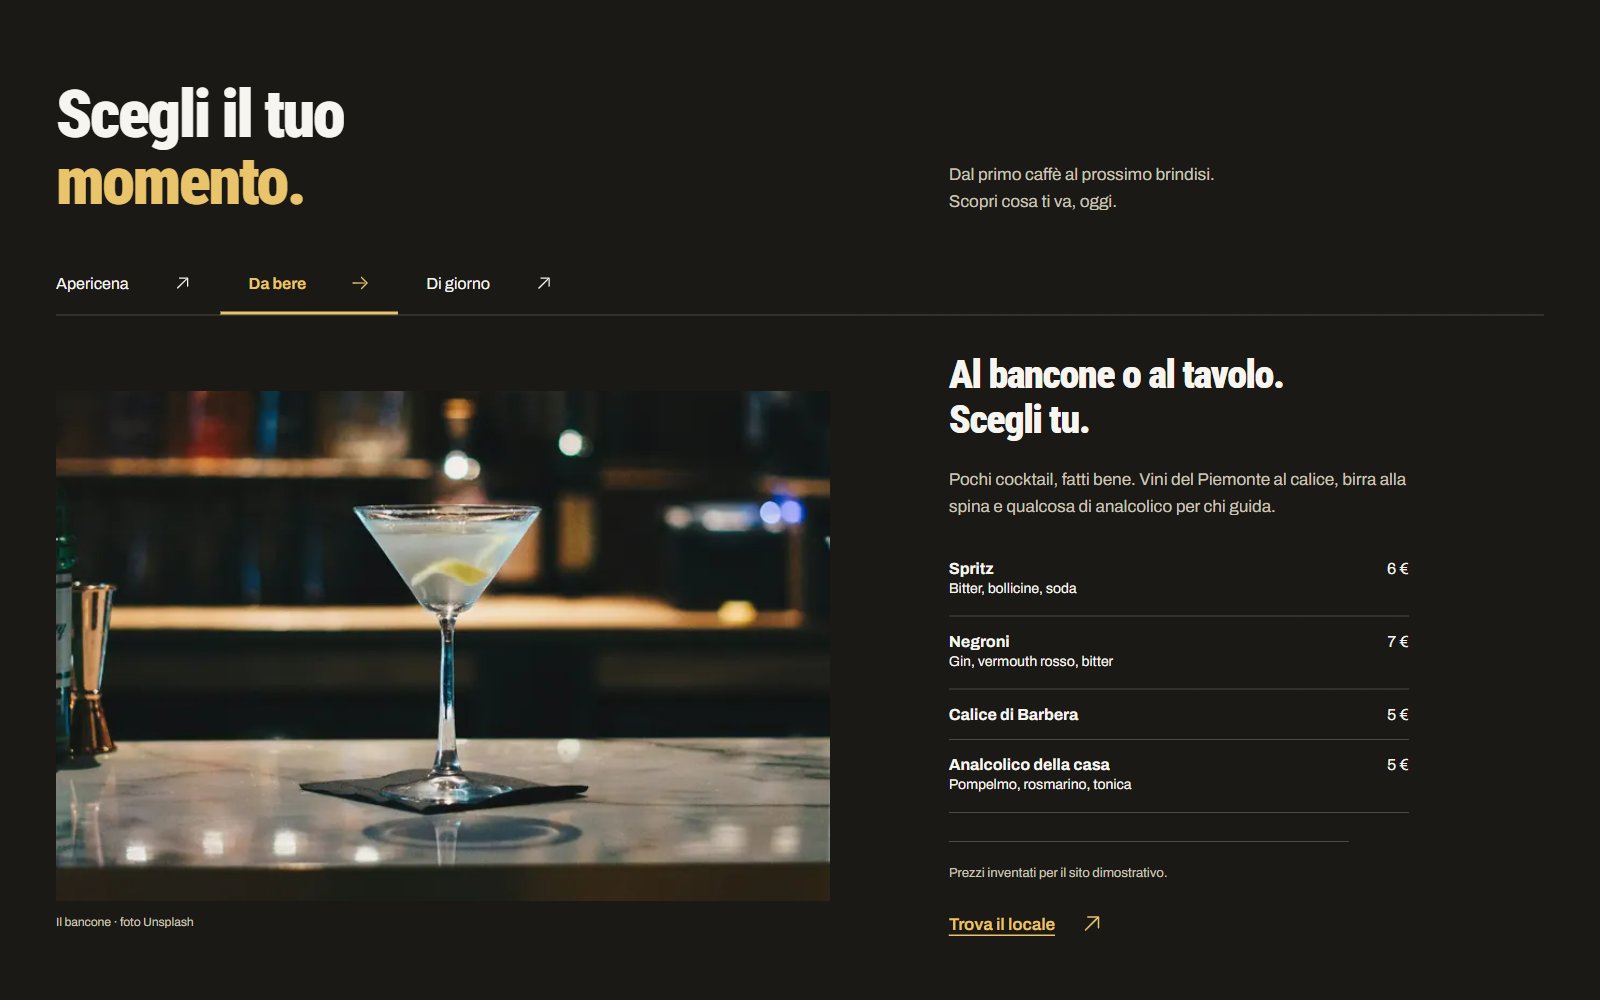 Scegli il tuo
momento.
Dal primo caffè al prossimo brindisi.
Scopri cosa ti va, oggi.
Apericena
Da bere
Di giorno
Al bancone o al tavolo.
Scegli tu.
Pochi cocktail, fatti bene. Vini del Piemonte al calice, birra alla
spina e qualcosa di analcolico per chi guida.
Spritz 6 €
Bitter, bollicine, soda
Negroni 7 €
Gin, vermouth rosso, bitter
Calice di Barbera 5 €
Analcolico della casa 5 €
Pompelmo, rosmarino, tonica
Prezzi inventati per il sito dimostrativo.
Il bancone · foto Unsplash
Trova il locale